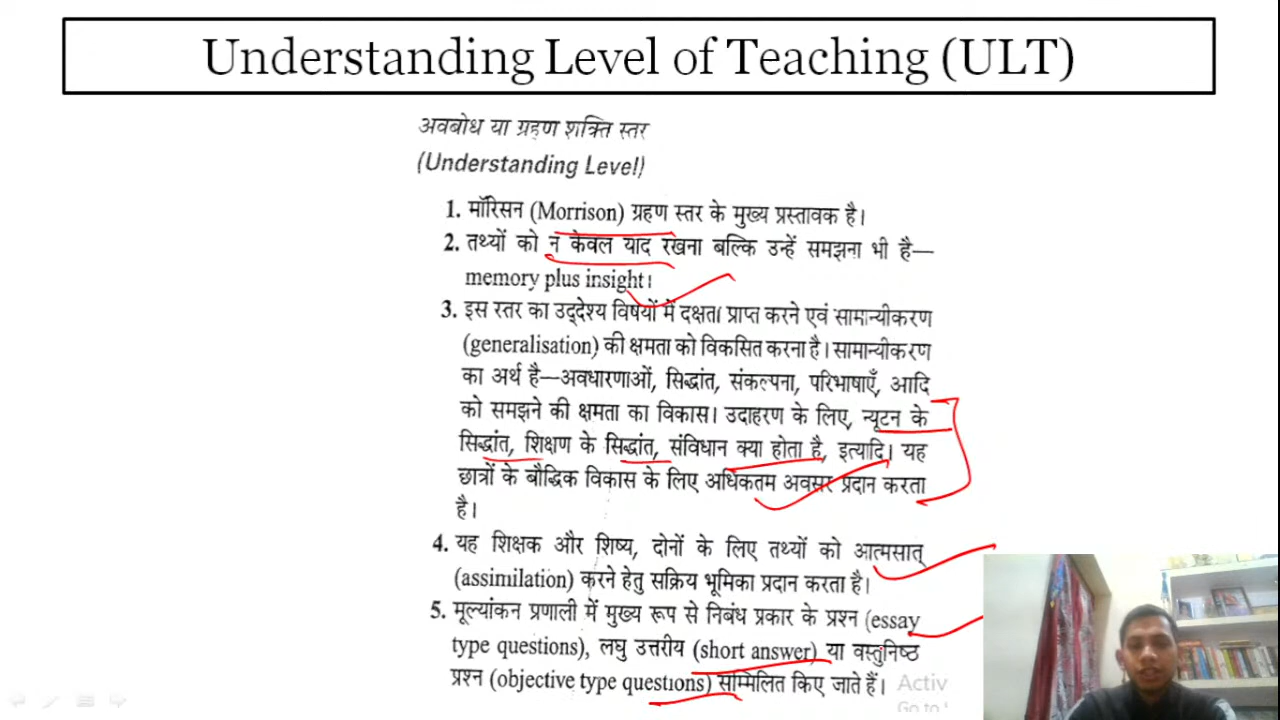 Understanding Level of Teaching (ULT)
अवबोध या ग्रहण शक्ति स्तर
(Understanding Level)
1. मॉरिसन (Morrison) ग्रहण स्तर के मुख्य प्रस्तावक है।
2. तथ्यों को न केवल याद रखना बल्कि उन्हें समझना भी है—
memory plus insight।
3. इस स्तर का उद्देश्य विषयों में दक्षता प्राप्त करने एवं सामान्यीकरण
(generalisation) की क्षमता को विकसित करना है। सामान्यीकरण
का अर्थ है—अवधारणाओं, सिद्धांत, संकल्पना, परिभाषाएँ, आदि
को समझने की क्षमता का विकास। उदाहरण के लिए, न्यूटन के
सिद्धांत, शिक्षण के सिद्धांत, संविधान क्या होता है, इत्यादि। यह
छात्रों के बौद्धिक विकास के लिए अधिकतम अवसर प्रदान करता
है।
4. यह शिक्षक और शिष्य, दोनों के लिए तथ्यों को आत्मसात्
(assimilation) करने हेतु सक्रिय भूमिका प्रदान करता है।
5. मूल्यांकन प्रणाली में मुख्य रूप से निबंध प्रकार के प्रश्न (essay
type questions), लघु उत्तरीय (short answer) या वस्तुनिष्ठ
प्रश्न (objective type questions) सम्मिलित किए जाते हैं।
Activ
Go to